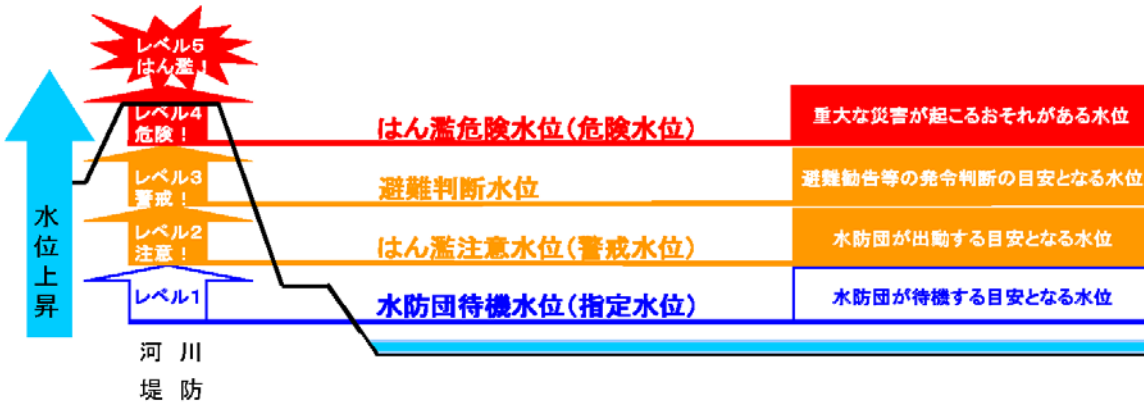 レベル5
はん濫!
レベル4
危険!
はん濫危険水位(危険水位)
重大な災害が起こるおそれがある水位
レベル3
警戒!
避難判断水位
避難勧告等の発令判断の目安となる水位
レベル2
注意!
はん濫注意水位(警戒水位)
水防団が出動する目安となる水位
レベル1
水防団待機水位(指定水位)
水防団が待機する目安となる水位
水位上昇
河川
堤防